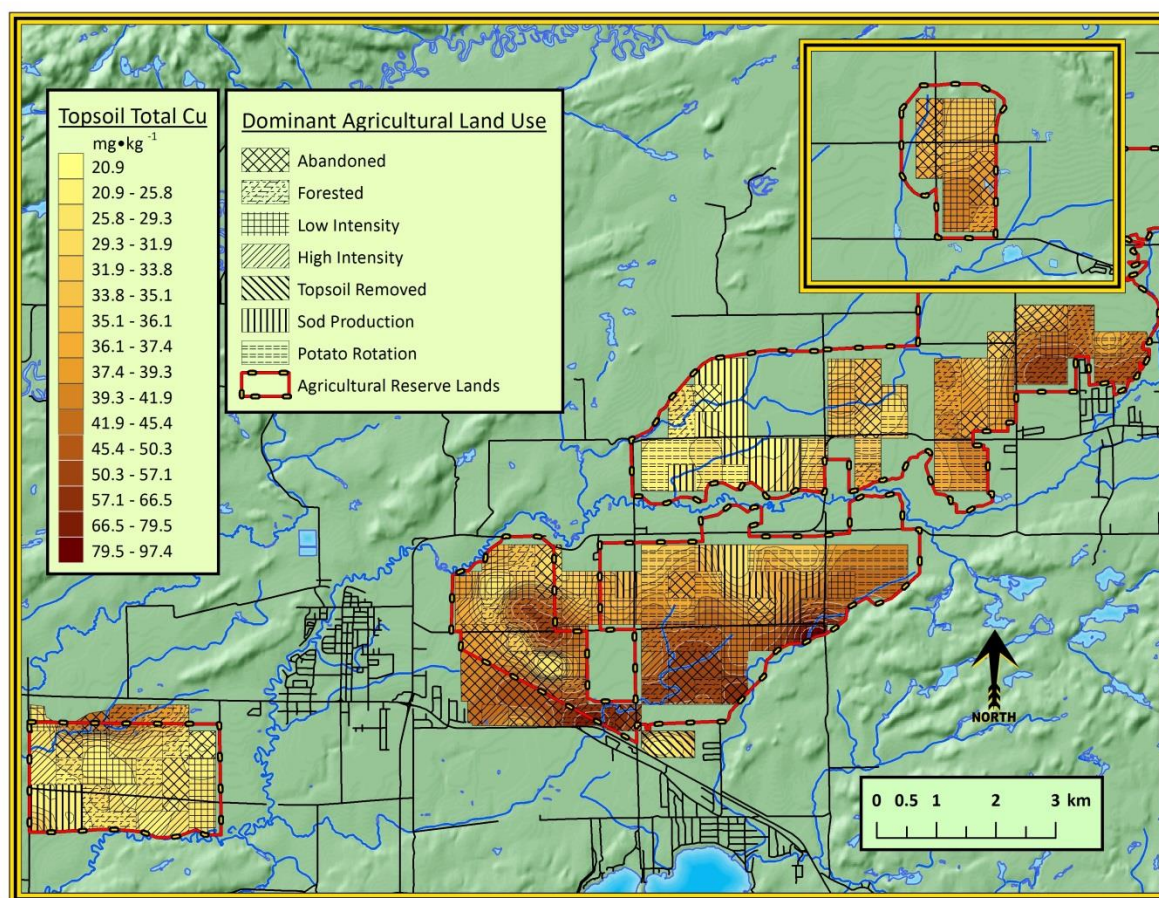 Topsoil Total Cu
mg•kg -1
20.9
20.9 - 25.8
25.8 - 29.3
29.3 - 31.9
31.9 - 33.8
33.8 - 35.1
35.1 - 36.1
36.1 - 37.4
37.4 - 39.3
39.3 - 41.9
41.9 - 45.4
45.4 - 50.3
50.3 - 57.1
57.1 - 66.5
66.5 - 79.5
79.5 - 97.4
Dominant Agricultural Land Use
Abandoned
Forested
Low Intensity
High Intensity
Topsoil Removed
Sod Production
Potato Rotation
Agricultural Reserve Lands
NORTH
0 0.5 1 2 3 km